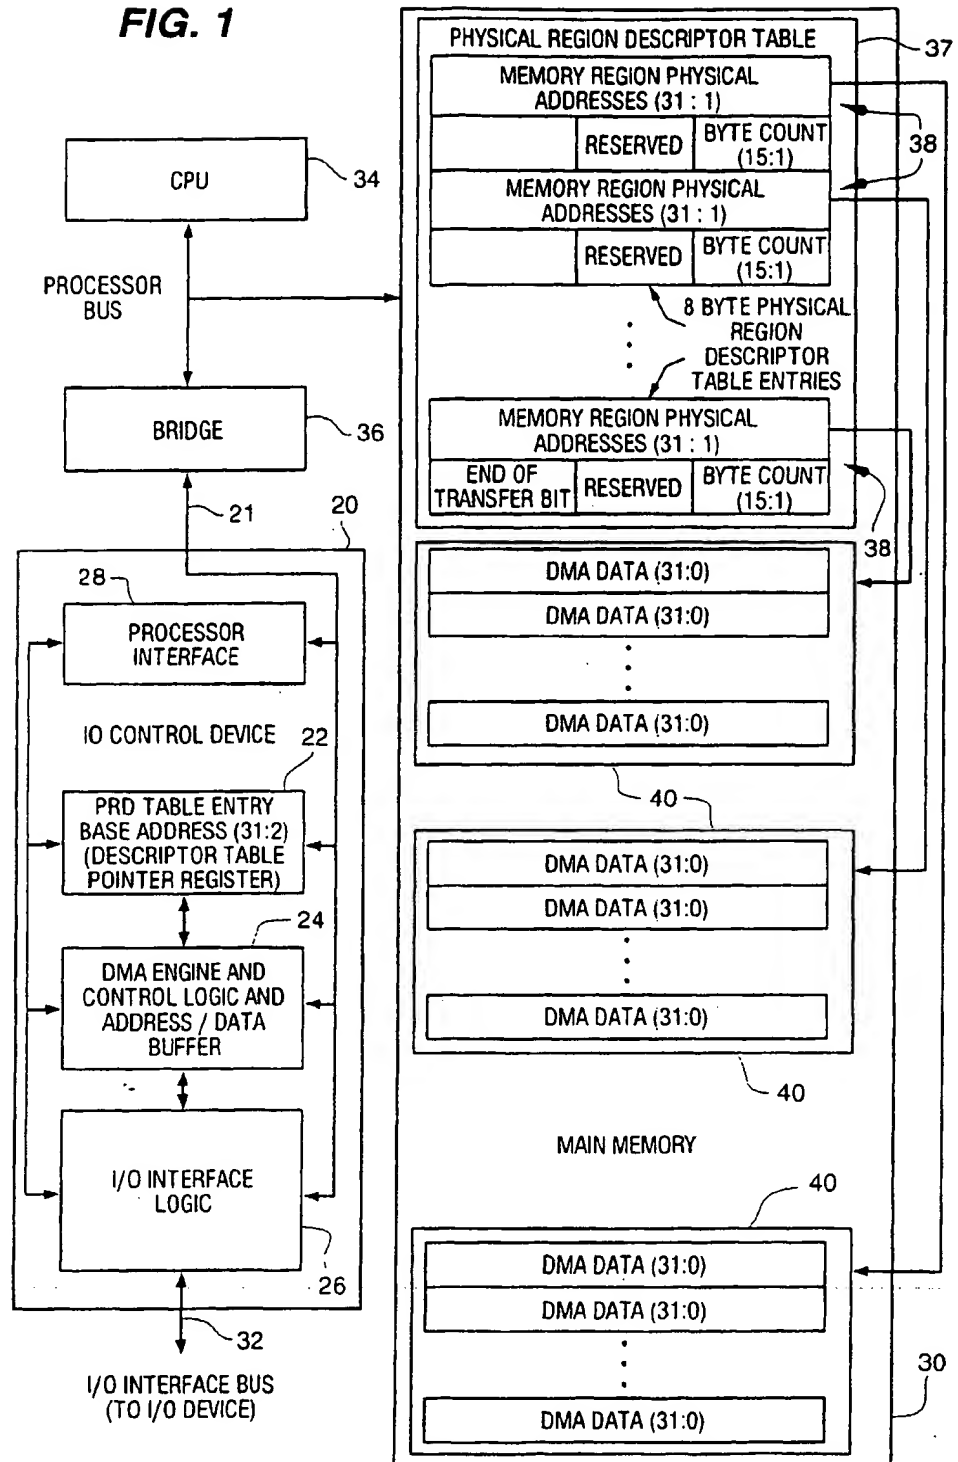 FIG. 1
CPU
34
PROCESSOR
BUS
BRIDGE
36
21
20
28
PROCESSOR
INTERFACE
IO CONTROL DEVICE
22
PRD TABLE ENTRY
BASE ADDRESS (31:2)
(DESCRIPTOR TABLE
POINTER REGISTER)
24
DMA ENGINE AND
CONTROL LOGIC AND
ADDRESS / DATA
BUFFER
I/O INTERFACE
LOGIC
26
32
I/O INTERFACE BUS
(TO I/O DEVICE)
PHYSICAL REGION DESCRIPTOR TABLE
37
MEMORY REGION PHYSICAL
ADDRESSES (31 : 1)
RESERVED
BYTE COUNT
(15:1)
38
MEMORY REGION PHYSICAL
ADDRESSES (31 : 1)
RESERVED
BYTE COUNT
(15:1)
8 BYTE PHYSICAL
REGION
DESCRIPTOR
TABLE ENTRIES
MEMORY REGION PHYSICAL
ADDRESSES (31 : 1)
END OF
TRANSFER BIT
RESERVED
BYTE COUNT
(15:1)
38
DMA DATA (31:0)
DMA DATA (31:0)
DMA DATA (31:0)
40
DMA DATA (31:0)
DMA DATA (31:0)
DMA DATA (31:0)
40
MAIN MEMORY
40
DMA DATA (31:0)
DMA DATA (31:0)
DMA DATA (31:0)
30